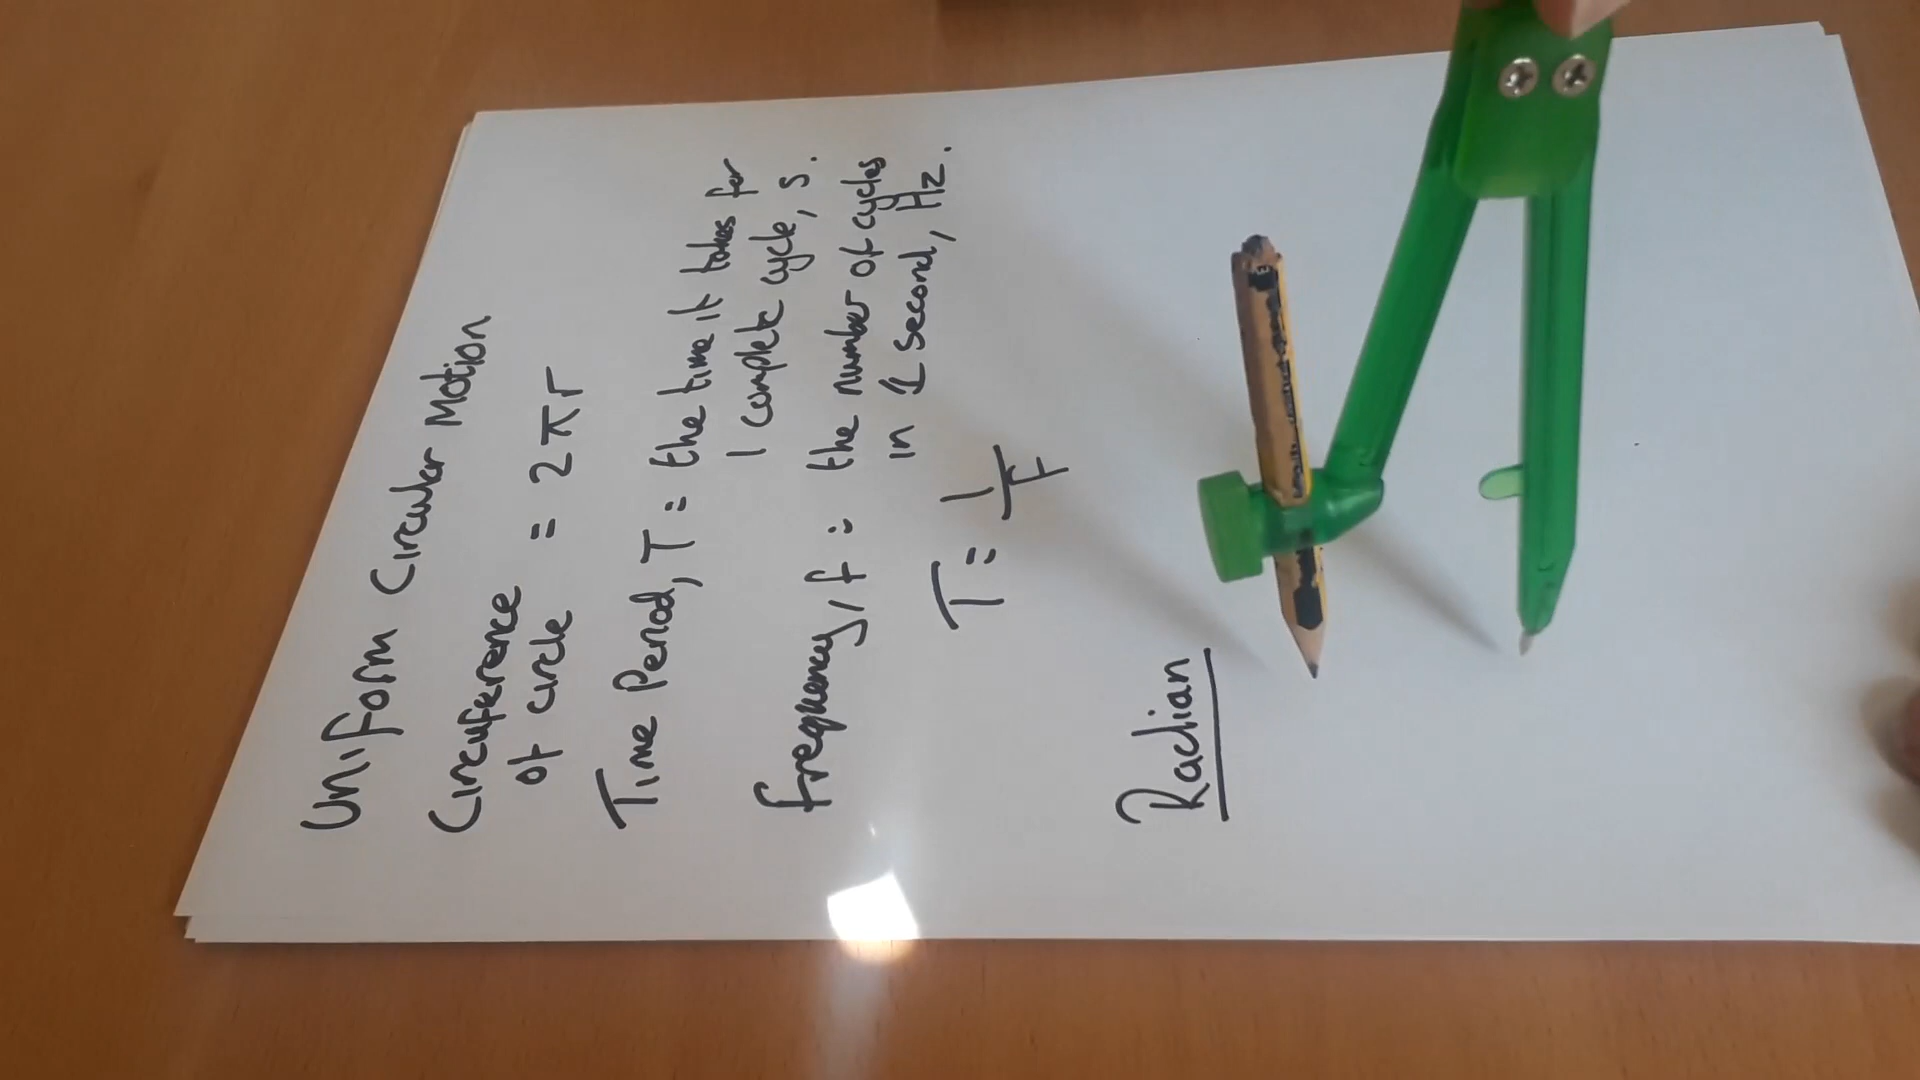 Uniform Circular Motion
Circuference
of circle = 2πr
Time Period, T = the time it takes for
1 complete cycle, s.
frequency, f = the number of cycles
in 1 second, Hz.
T = 1/f
Radian